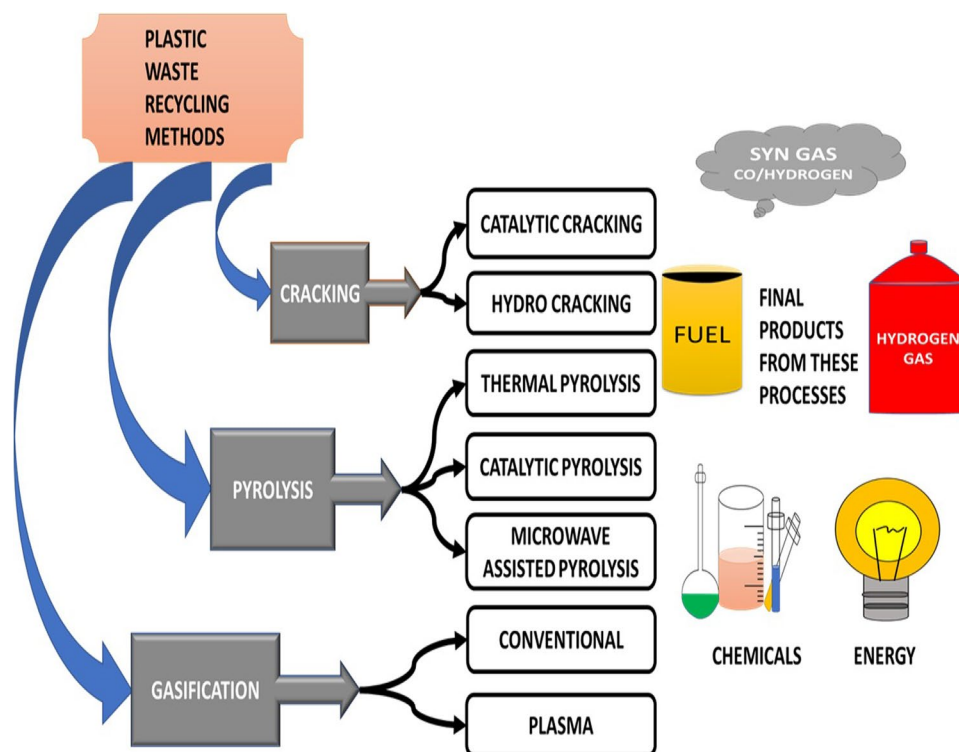 PLASTIC
WASTE
RECYCLING
METHODS
SYN GAS
CO/HYDROGEN
CATALYTIC CRACKING
CRACKING
HYDRO CRACKING
FUEL
FINAL
PRODUCTS
FROM THESE
PROCESSES
HYDROGEN
GAS
THERMAL PYROLYSIS
PYROLYSIS
CATALYTIC PYROLYSIS
MICROWAVE
ASSISTED PYROLYSIS
CHEMICALS
ENERGY
GASIFICATION
CONVENTIONAL
PLASMA